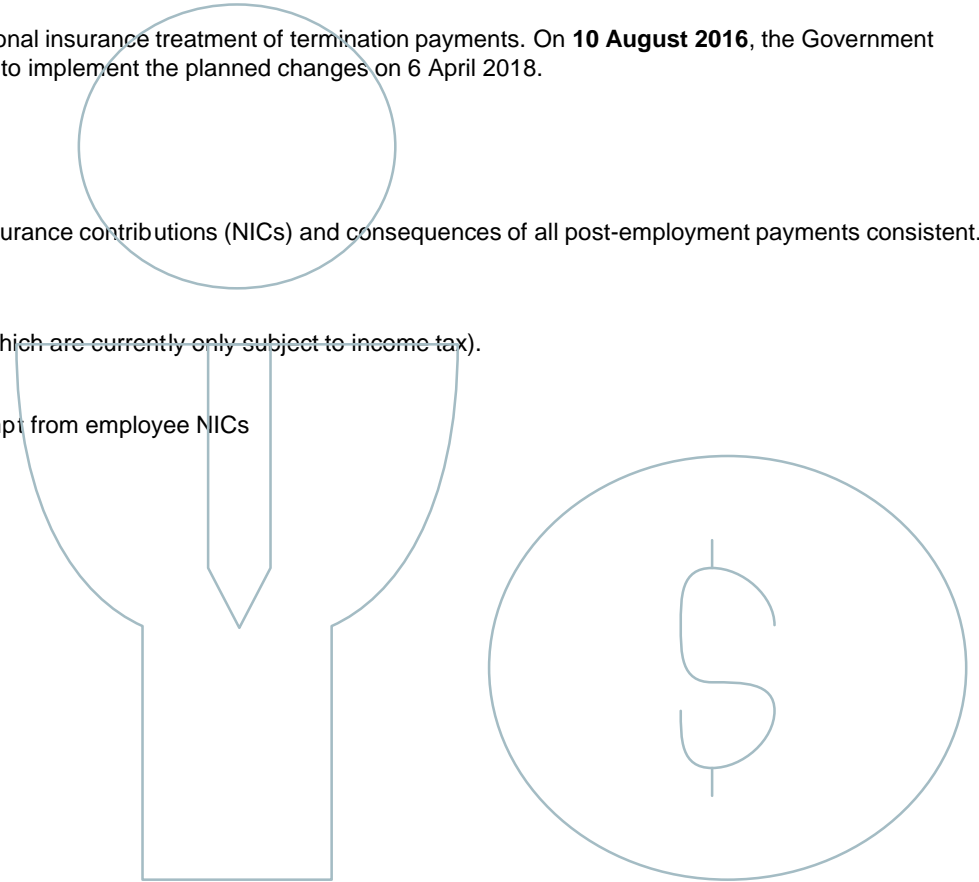 onal insurance treatment of termination payments. On 10 August 2016, the Government
to implement the planned changes on 6 April 2018.
urance contributions (NICs) and consequences of all post-employment payments consistent.
hich are currently only subject to income tax).
pt from employee NICs
$